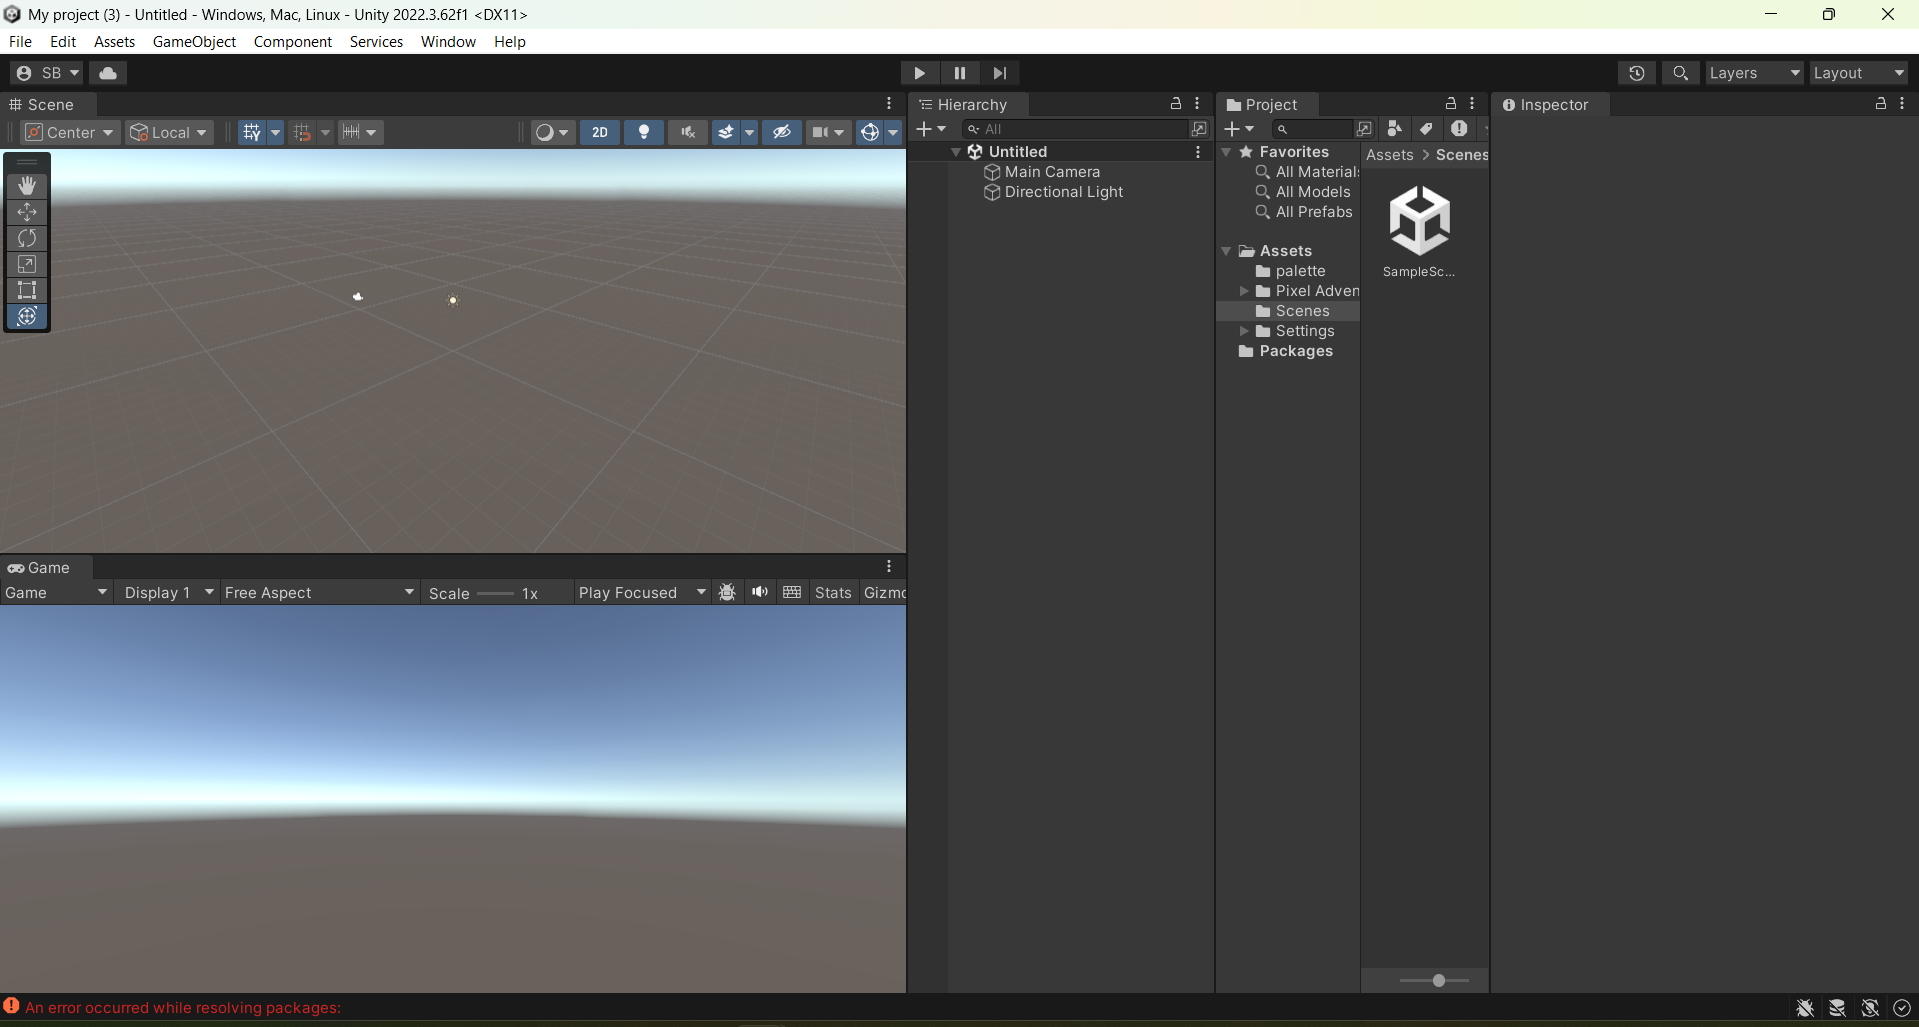 My project (3) - Untitled - Windows, Mac, Linux - Unity 2022.3.62f1 <DX11>
File Edit Assets GameObject Component Services Window Help
SB Layers Layout
Scene
Center Local 2D
Game
Game Display 1 Free Aspect Scale 1x Play Focused Stats Gizmo
Hierarchy
All
Untitled
Main Camera
Directional Light
Project
Favorites
All Materials
All Models
All Prefabs
Assets
palette
Pixel Adven
Scenes
Settings
Packages
Assets > Scenes
SampleSc...
Inspector
An error occurred while resolving packages: